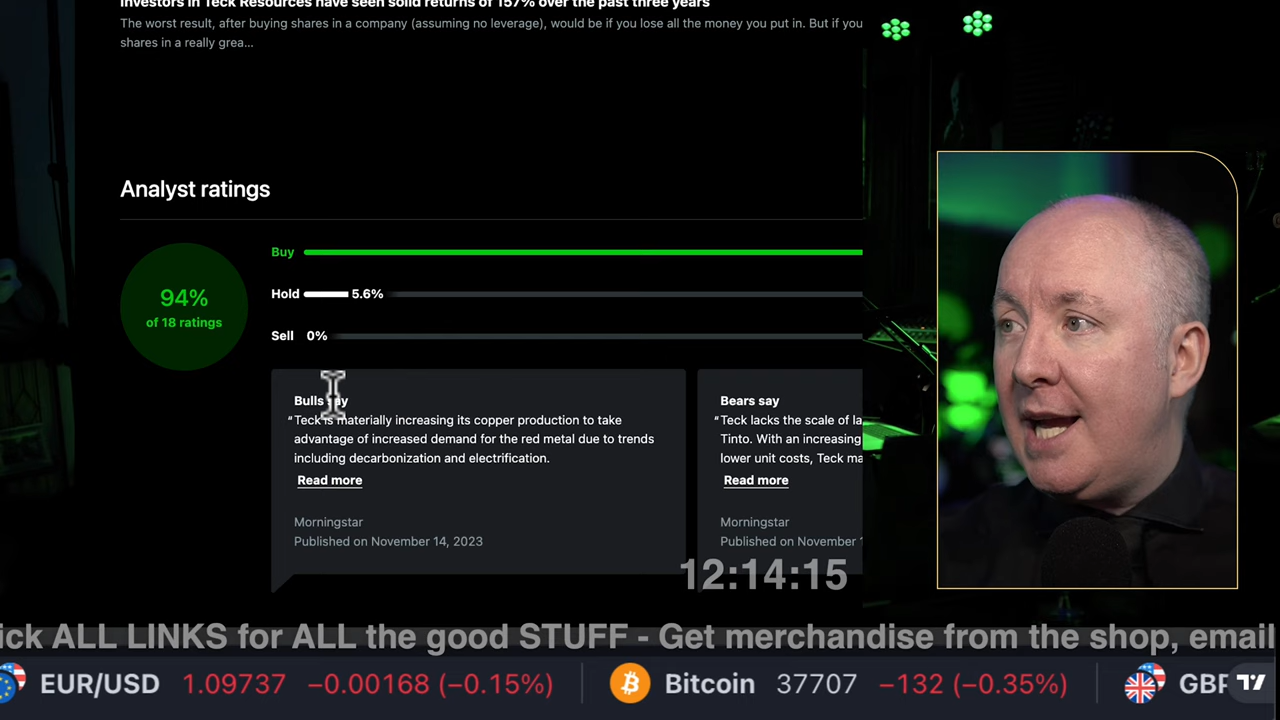 Investors in Teck Resources have seen solid returns of 157% over the past three years
The worst result, after buying shares in a company (assuming no leverage), would be if you lose all the money you put in. But if you
shares in a really grea...
Analyst ratings
Buy
94%
of 18 ratings
Hold 5.6%
Sell 0%
Bulls say
“Teck is materially increasing its copper production to take
advantage of increased demand for the red metal due to trends
including decarbonization and electrification.
Read more
Morningstar
Published on November 14, 2023
Bears say
“Teck lacks the scale of la
Tinto. With an increasing
lower unit costs, Teck ma
Read more
Morningstar
Published on November 1
12:14:15
ick ALL LINKS for ALL the good STUFF - Get merchandise from the shop, email
EUR/USD 1.09737 −0.00168 (−0.15%) Bitcoin 37707 −132 (−0.35%) GBP